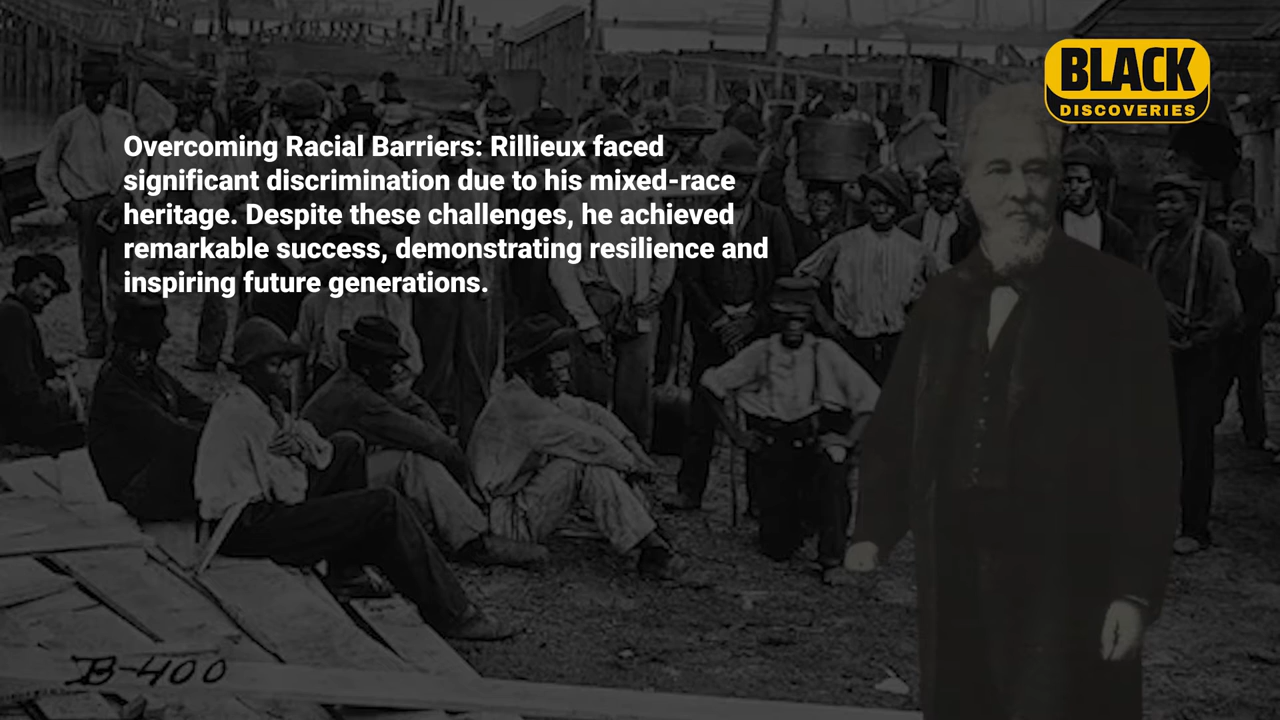 BLACK
DISCOVERIES
Overcoming Racial Barriers: Rillieux faced
significant discrimination due to his mixed-race
heritage. Despite these challenges, he achieved
remarkable success, demonstrating resilience and
inspiring future generations.
B-400